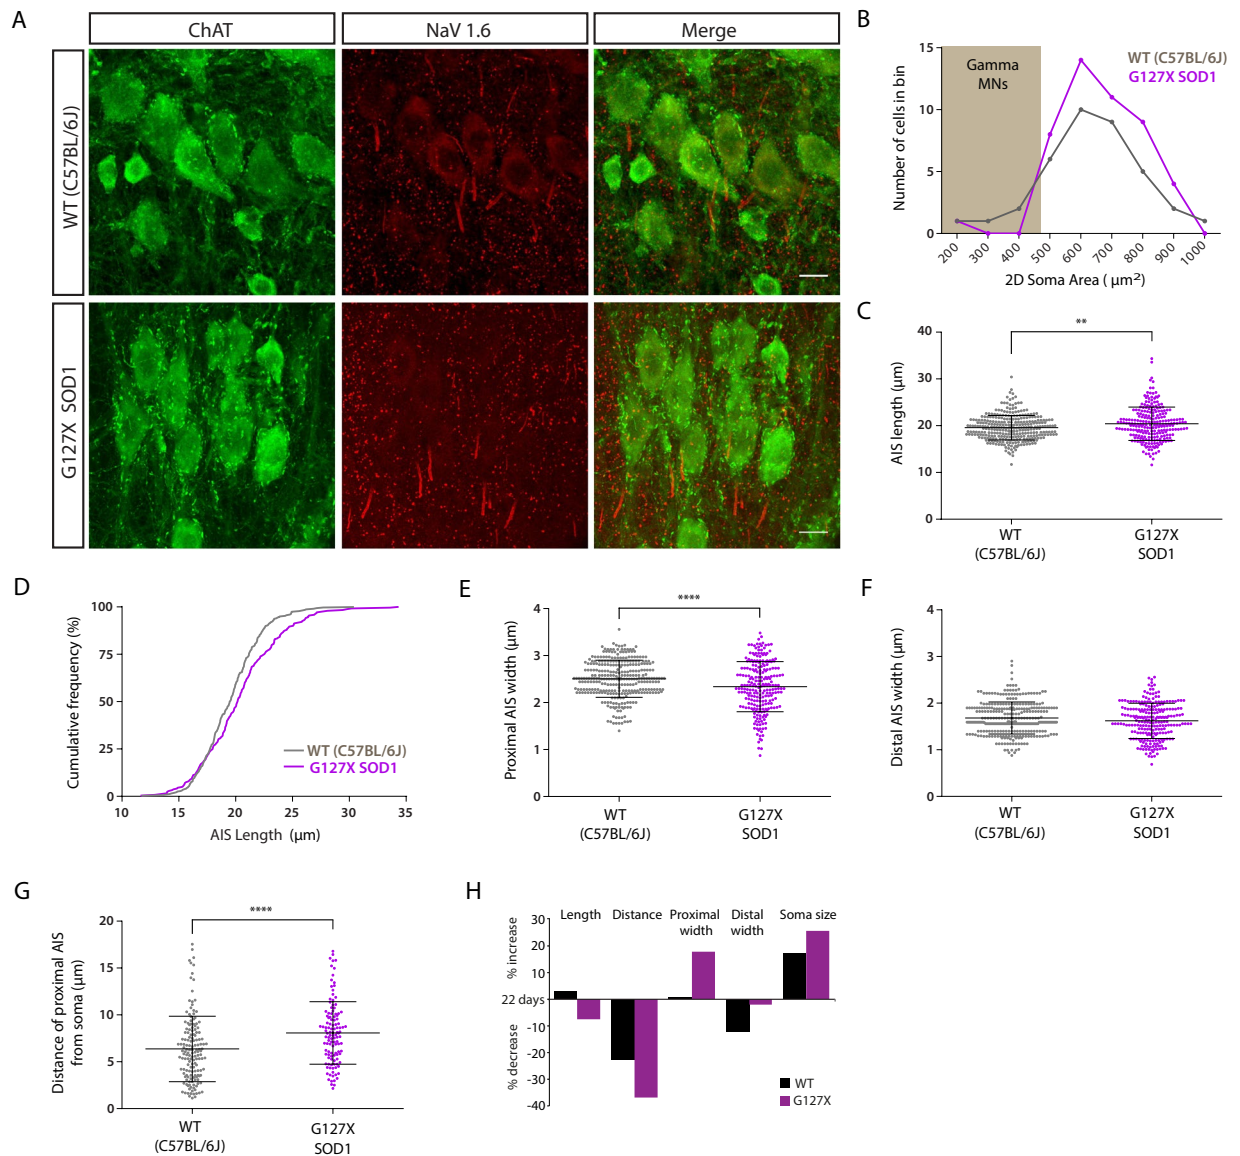 A
ChAT
NaV 1.6
Merge
WT (C57BL/6J)
G127X SOD1
B
Number of cells in bin
15
10
5
0
Gamma
MNs
WT (C57BL/6J)
G127X SOD1
200
300
400
500
600
700
800
900
1000
2D Soma Area ( µm²)
C
AIS length (µm)
40
30
20
10
0
**
WT
(C57BL/6J)
G127X
SOD1
D
Cumulative frequency (%)
100
75
50
25
0
WT (C57BL/6J)
G127X SOD1
10
15
20
25
30
35
AIS Length (µm)
E
Proximal AIS width (µm)
4
3
2
1
0
****
WT
(C57BL/6J)
G127X
SOD1
F
Distal AIS width (µm)
4
3
2
1
0
WT
(C57BL/6J)
G127X
SOD1
G
Distance of proximal AIS
from soma (µm)
20
15
10
5
0
****
WT
(C57BL/6J)
G127X
SOD1
H
% increase
% decrease
30
20
10
22 days
-10
-20
-30
-40
Length
Distance
Proximal
width
Distal
width
Soma size
WT
G127X